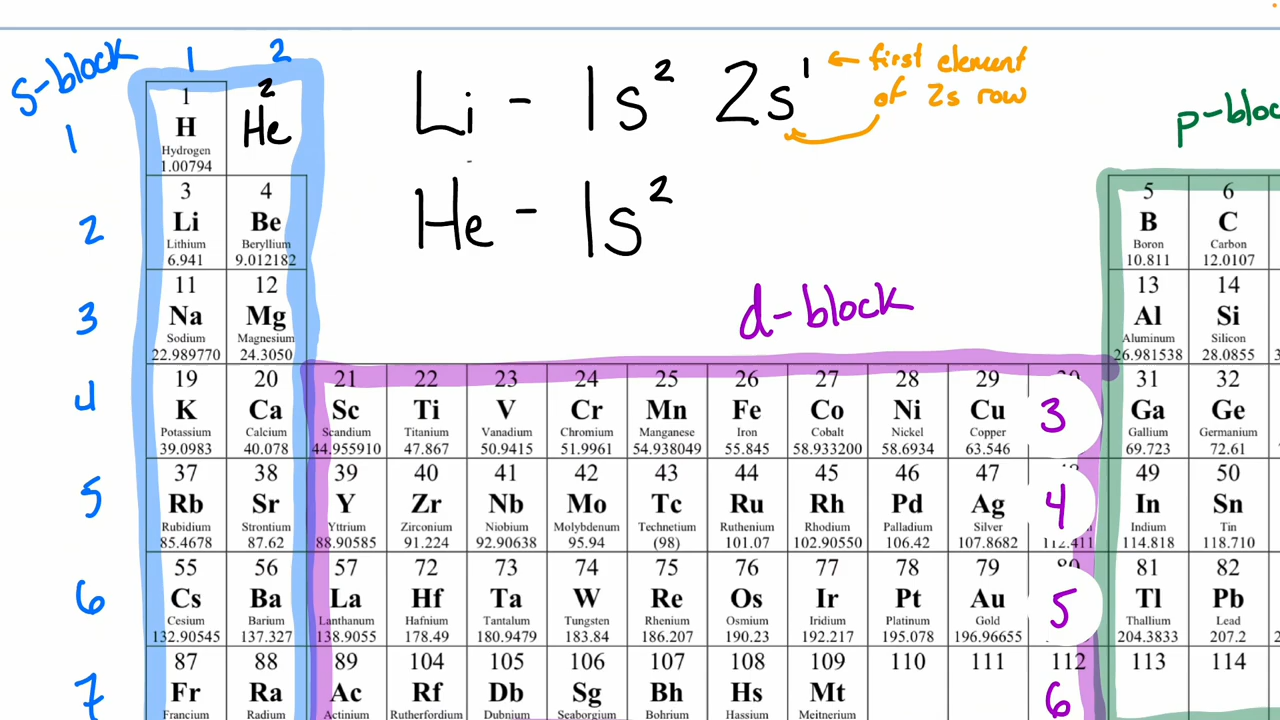 s-block 1 2
Li - 1s² 2s¹ ← first element
of 2s row
He - 1s²
p-bloc
d-block
1 2 3 4 5 6 7
3 4 5 6
1 2
H He
Hydrogen
1.00794
3 4 5 6
Li Be B C
Lithium Beryllium Boron Carbon
6.941 9.012182 10.811 12.0107
11 12 13 14
Na Mg Al Si
Sodium Magnesium Aluminum Silicon
22.989770 24.3050 26.981538 28.0855
19 20 21 22 23 24 25 26 27 28 29 31 32
K Ca Sc Ti V Cr Mn Fe Co Ni Cu Ga Ge
Potassium Calcium Scandium Titanium Vanadium Chromium Manganese Iron Cobalt Nickel Copper Gallium Germanium
39.0983 40.078 44.955910 47.867 50.9415 51.9961 54.938049 55.845 58.933200 58.6934 63.546 69.723 72.61
37 38 39 40 41 42 43 44 45 46 47 49 50
Rb Sr Y Zr Nb Mo Tc Ru Rh Pd Ag In Sn
Rubidium Strontium Yttrium Zirconium Niobium Molybdenum Technetium Ruthenium Rhodium Palladium Silver Indium Tin
85.4678 87.62 88.90585 91.224 92.90638 95.94 (98) 101.07 102.90550 106.42 107.8682 112.411 114.818 118.710
55 56 57 72 73 74 75 76 77 78 79 81 82
Cs Ba La Hf Ta W Re Os Ir Pt Au Tl Pb
Cesium Barium Lanthanum Hafnium Tantalum Tungsten Rhenium Osmium Iridium Platinum Gold Thallium Lead
132.90545 137.327 138.9055 178.49 180.9479 183.84 186.207 190.23 192.217 195.078 196.96655 204.3833 207.2
87 88 89 104 105 106 107 108 109 110 111 112 113 114
Fr Ra Ac Rf Db Sg Bh Hs Mt
Francium Radium Actinium Rutherfordium Dubnium Seaborgium Bohrium Hassium Meitnerium